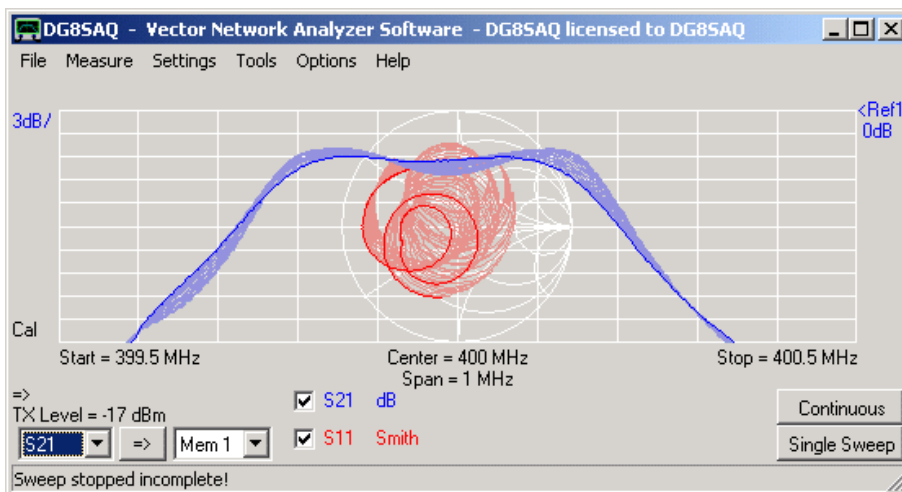 DG8SAQ - Vector Network Analyzer Software - DG8SAQ licensed to DG8SAQ
File Measure Settings Tools Options Help
3dB/
<Ref1
0dB
Cal
Start = 399.5 MHz
Center = 400 MHz
Stop = 400.5 MHz
Span = 1 MHz
=>
TX Level = -17 dBm
S21 dB
Continuous
S21 => Mem 1
S11 Smith
Single Sweep
Sweep stopped incomplete!